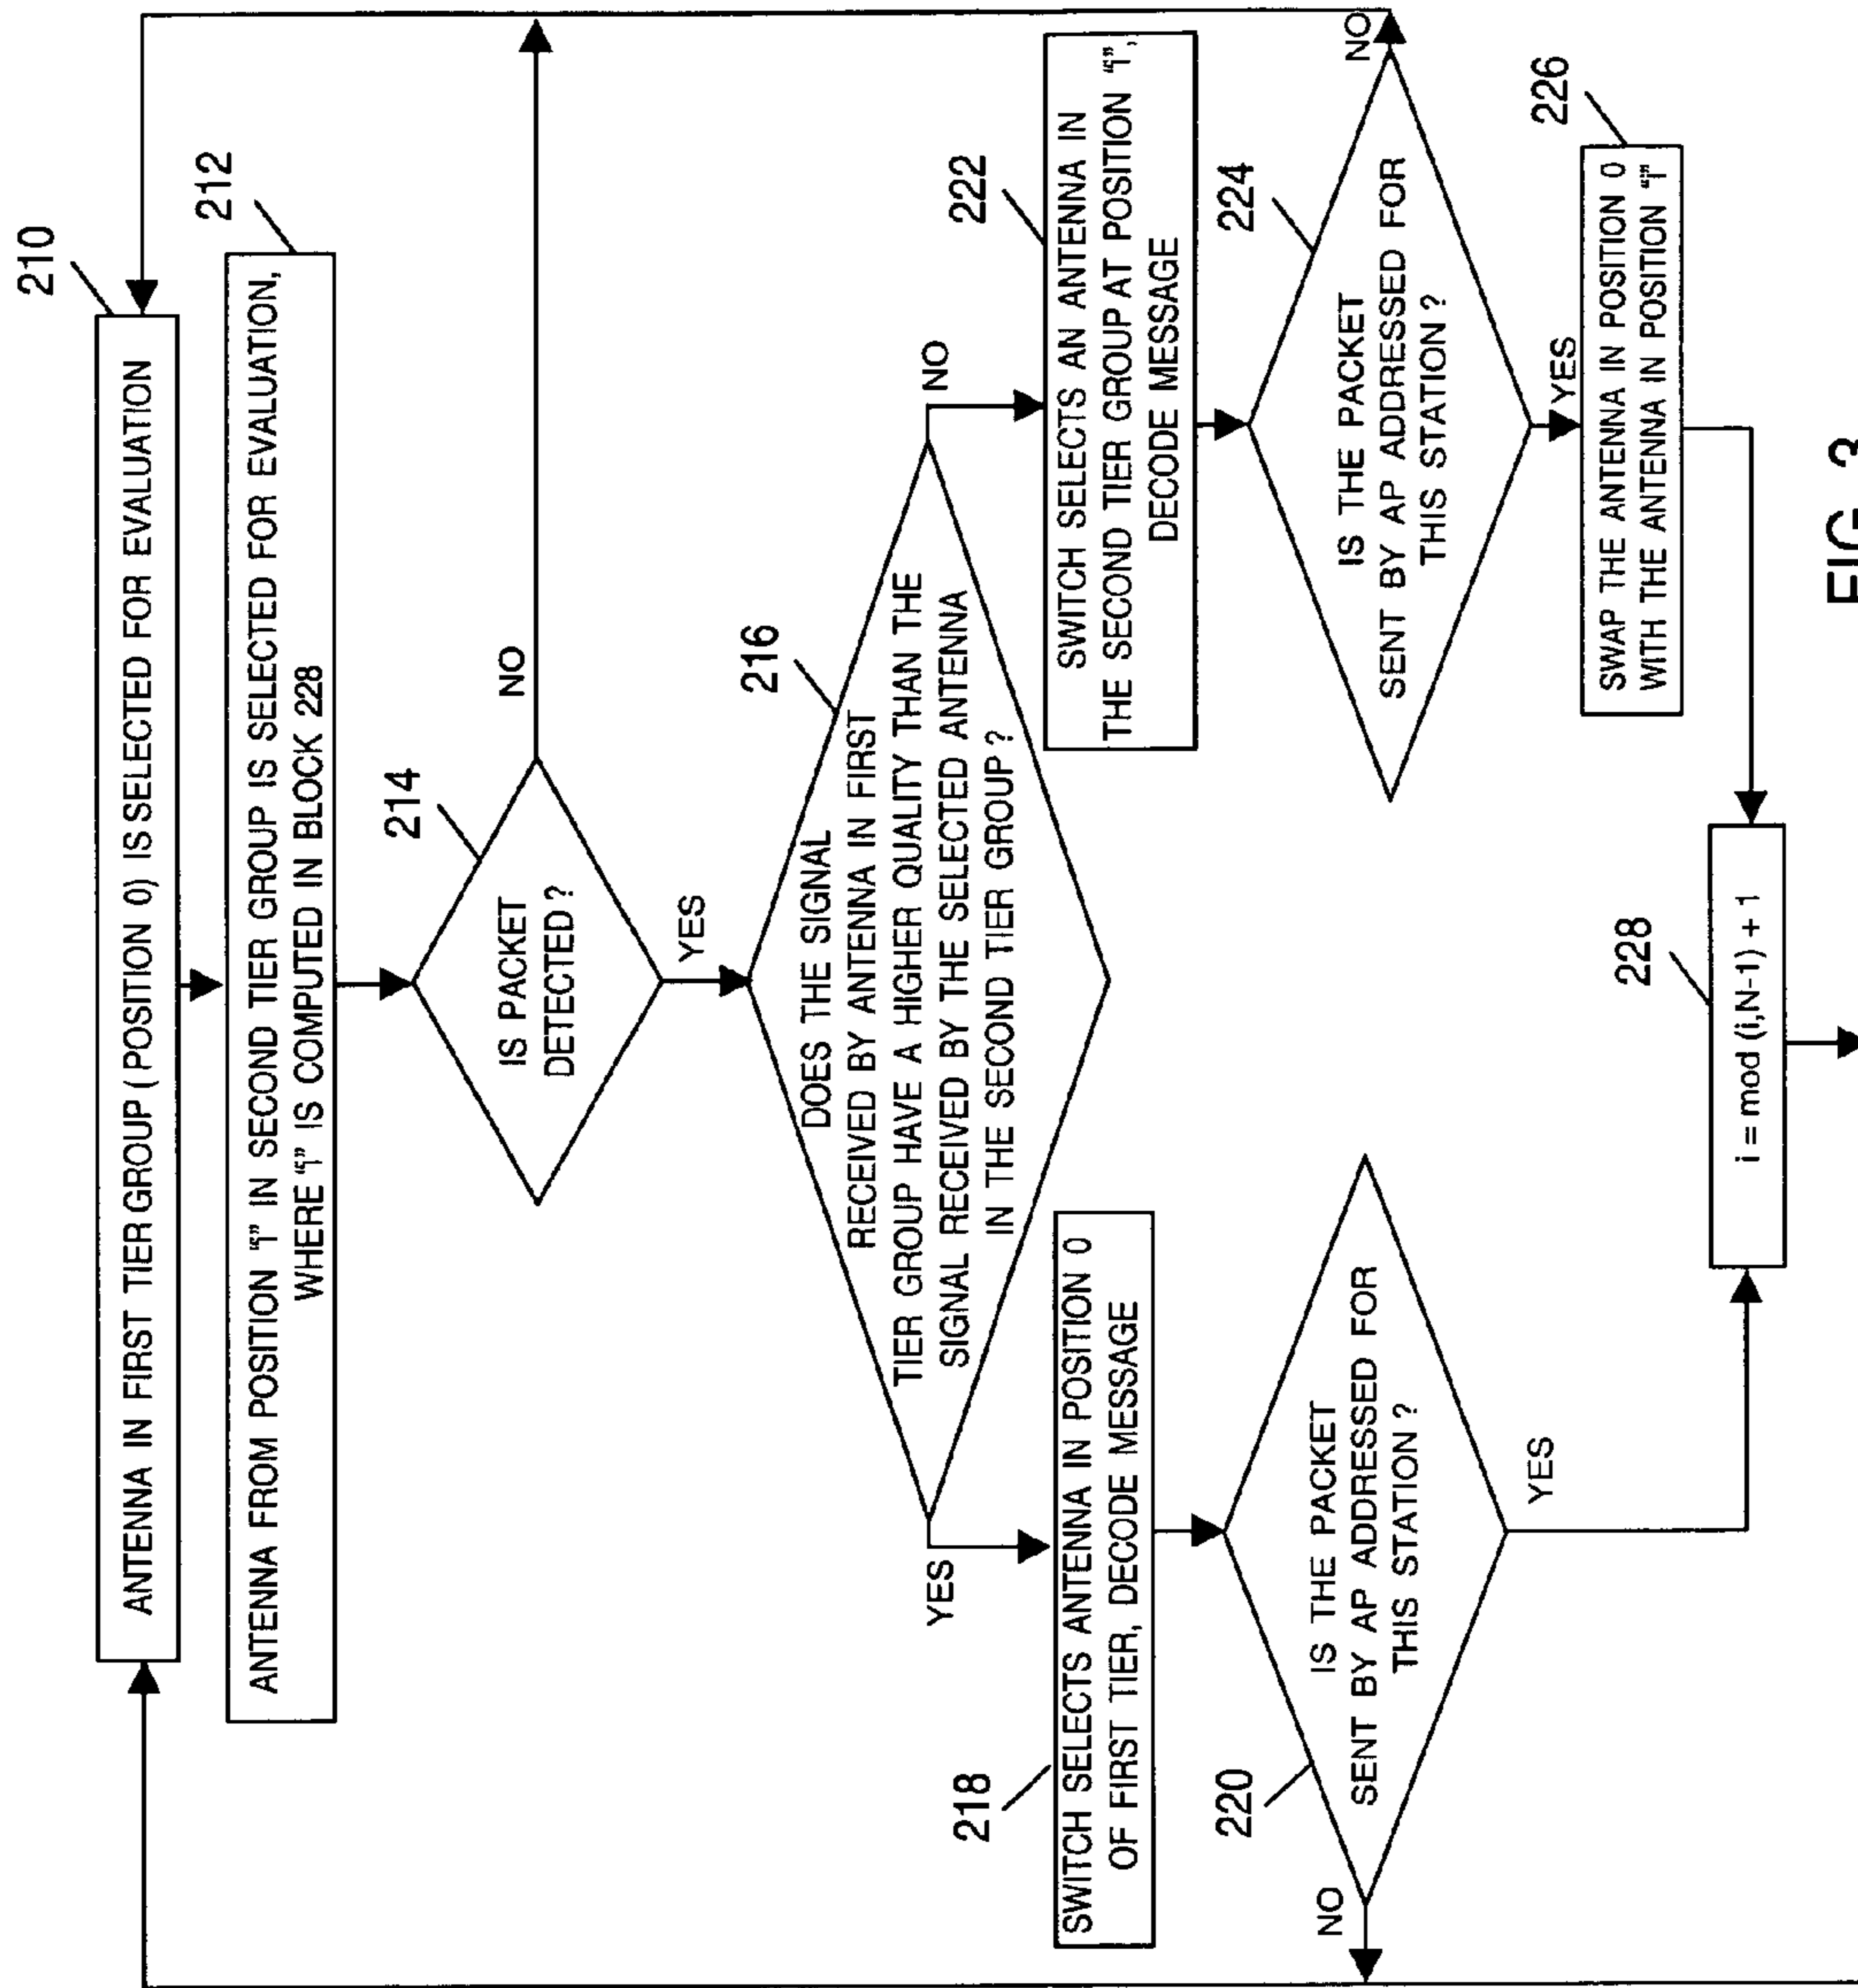 210
ANTENNA IN FIRST TIER GROUP (POSITION 0) IS SELECTED FOR EVALUATION
212
ANTENNA FROM POSITION "i" IN SECOND TIER GROUP IS SELECTED FOR EVALUATION,
WHERE "i" IS COMPUTED IN BLOCK 228
214
IS PACKET
DETECTED?
NO
YES
216
DOES THE SIGNAL
RECEIVED BY ANTENNA IN FIRST
TIER GROUP HAVE A HIGHER QUALITY THAN THE
SIGNAL RECEIVED BY THE SELECTED ANTENNA
IN THE SECOND TIER GROUP?
YES
NO
218
SWITCH SELECTS ANTENNA IN POSITION 0
OF FIRST TIER, DECODE MESSAGE
220
IS THE PACKET
SENT BY AP ADDRESSED FOR
THIS STATION?
NO
YES
222
SWITCH SELECTS AN ANTENNA IN
THE SECOND TIER GROUP AT POSITION "i",
DECODE MESSAGE
224
IS THE PACKET
SENT BY AP ADDRESSED FOR
THIS STATION?
NO
YES
226
SWAP THE ANTENNA IN POSITION 0
WITH THE ANTENNA IN POSITION "i"
228
i = mod (i,N-1) + 1
FIG. 3